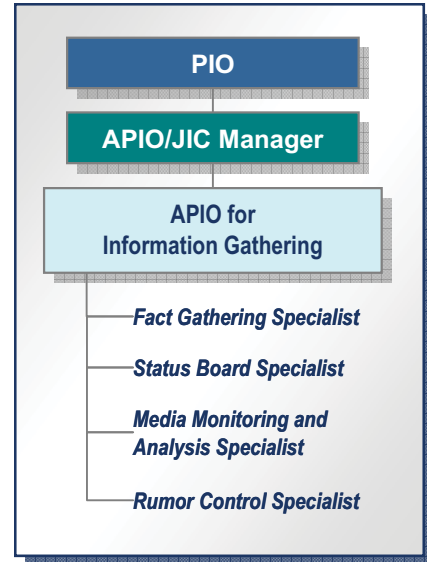 PIO
APIO/JIC Manager
APIO for
Information Gathering
Fact Gathering Specialist
Status Board Specialist
Media Monitoring and
Analysis Specialist
Rumor Control Specialist